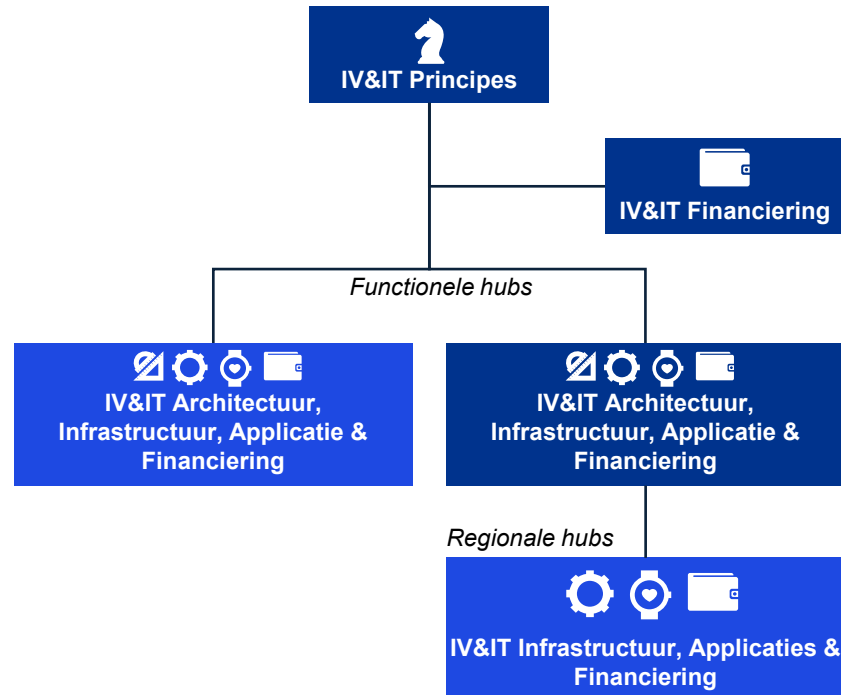 IV&IT Principes
IV&IT Financiering
Functionele hubs
IV&IT Architectuur,
Infrastructuur, Applicatie &
Financiering
IV&IT Architectuur,
Infrastructuur, Applicatie &
Financiering
Regionale hubs
IV&IT Infrastructuur, Applicaties &
Financiering